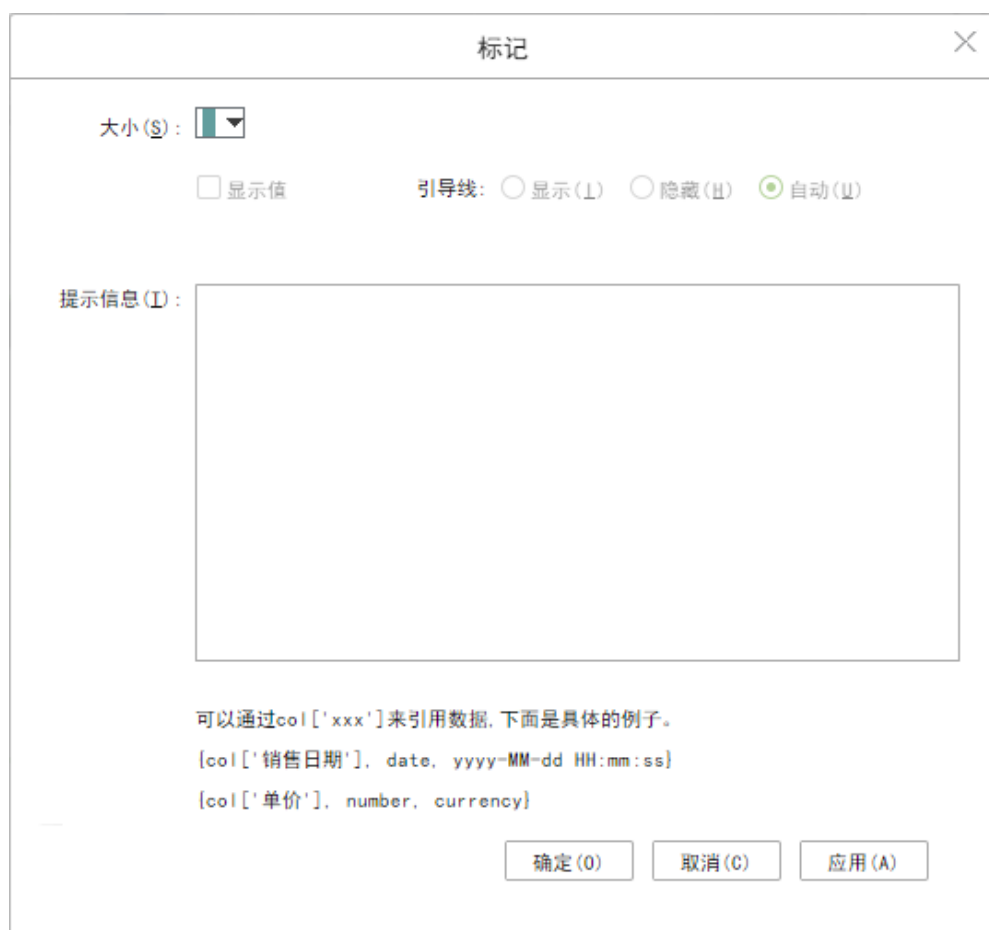 标记
大小(S):
显示值 引导线: 显示(I) 隐藏(H) 自动(U)
提示信息(I):
可以通过col['xxx']来引用数据,下面是具体的例子。
{col['销售日期'], date, yyyy-MM-dd HH:mm:ss}
{col['单价'], number, currency}
确定(O) 取消(C) 应用(A)